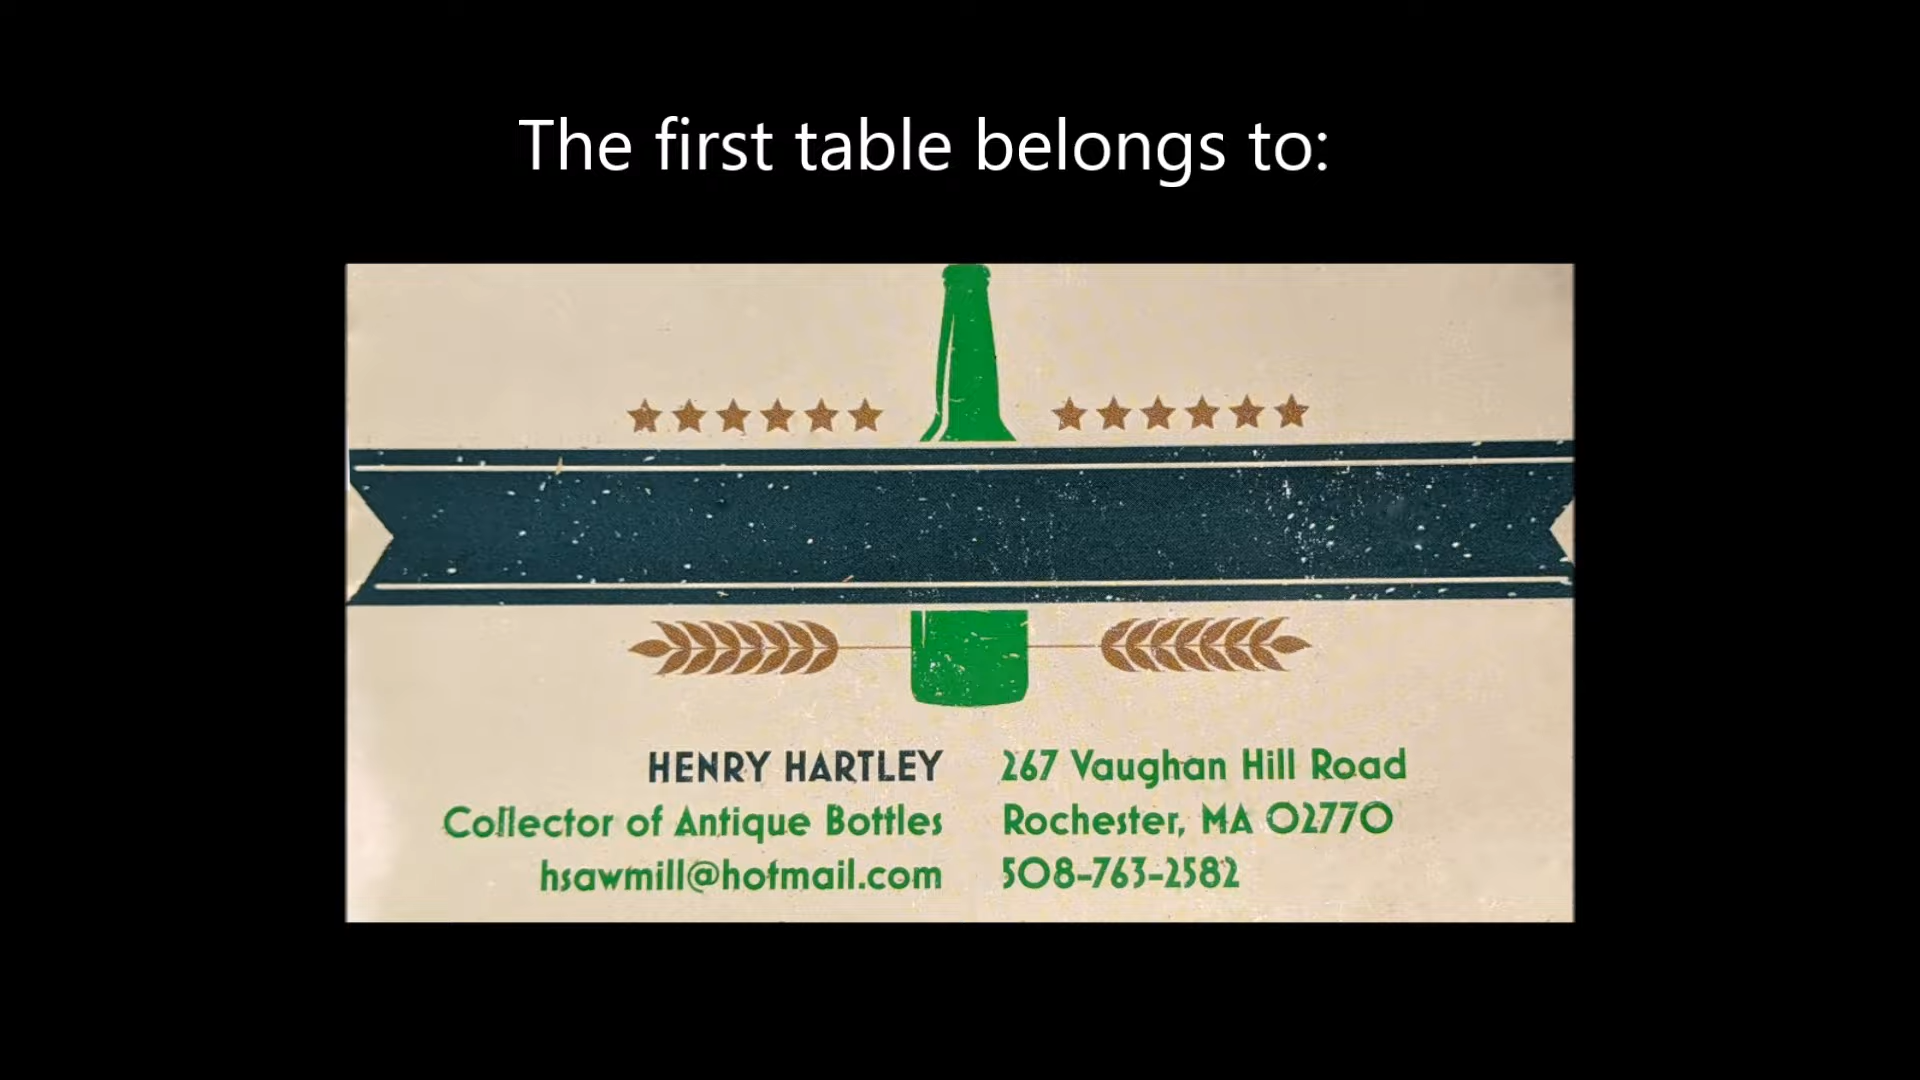 The first table belongs to:
HENRY HARTLEY
Collector of Antique Bottles
hsawmill@hotmail.com
267 Vaughan Hill Road
Rochester, MA 02770
508-763-2582